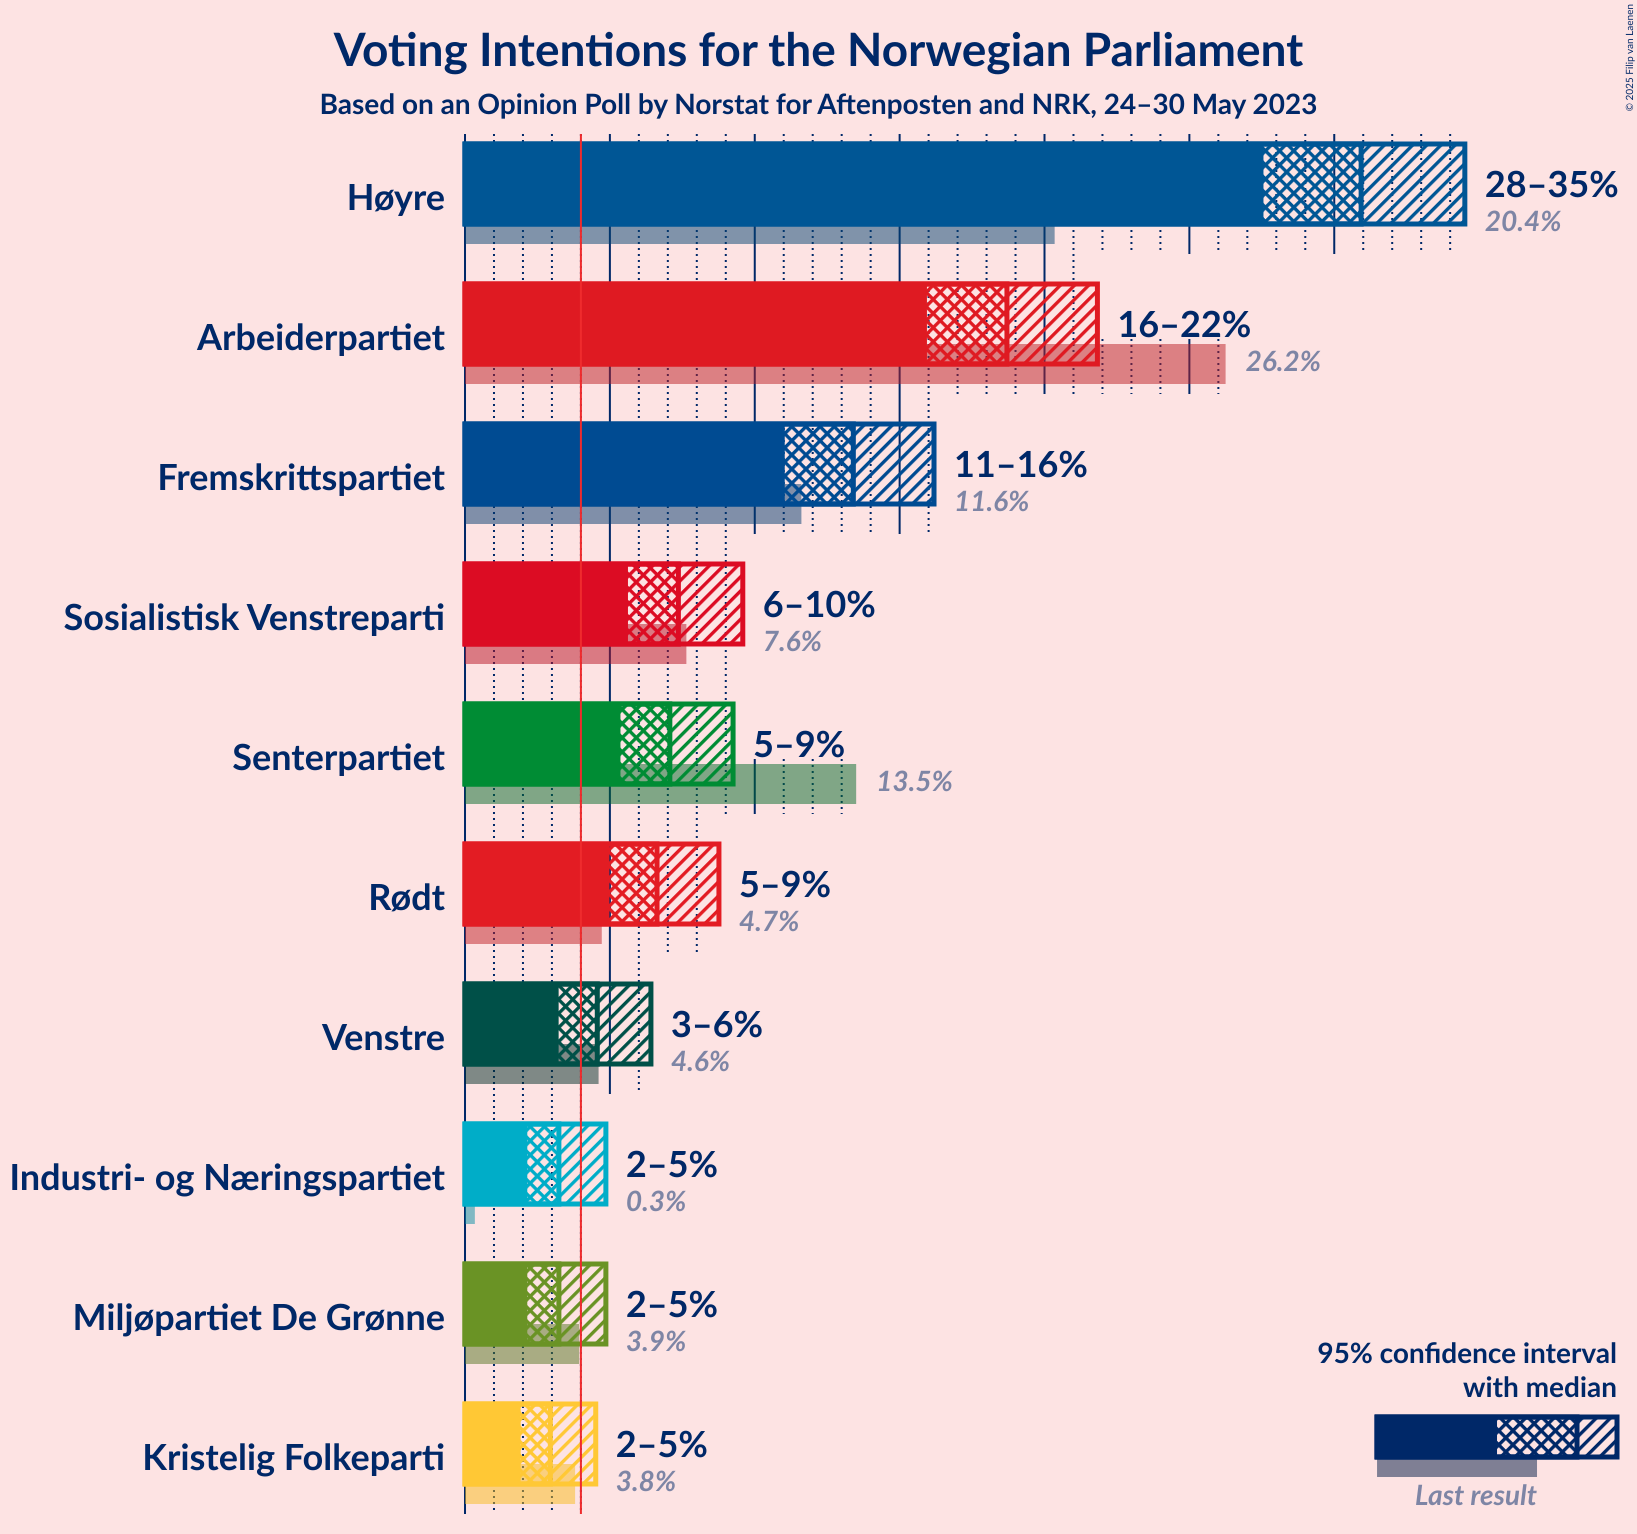 Voting Intentions for the Norwegian Parliament
Based on an Opinion Poll by Norstat for Aftenposten and NRK, 24–30 May 2023
© 2025 Filip van Laenen
Høyre
28–35%
20.4%
Arbeiderpartiet
16–22%
26.2%
Fremskrittspartiet
11–16%
11.6%
Sosialistisk Venstreparti
6–10%
7.6%
Senterpartiet
5–9%
13.5%
Rødt
5–9%
4.7%
Venstre
3–6%
4.6%
Industri- og Næringspartiet
2–5%
0.3%
Miljøpartiet De Grønne
2–5%
3.9%
Kristelig Folkeparti
2–5%
3.8%
95% confidence interval
with median
Last result